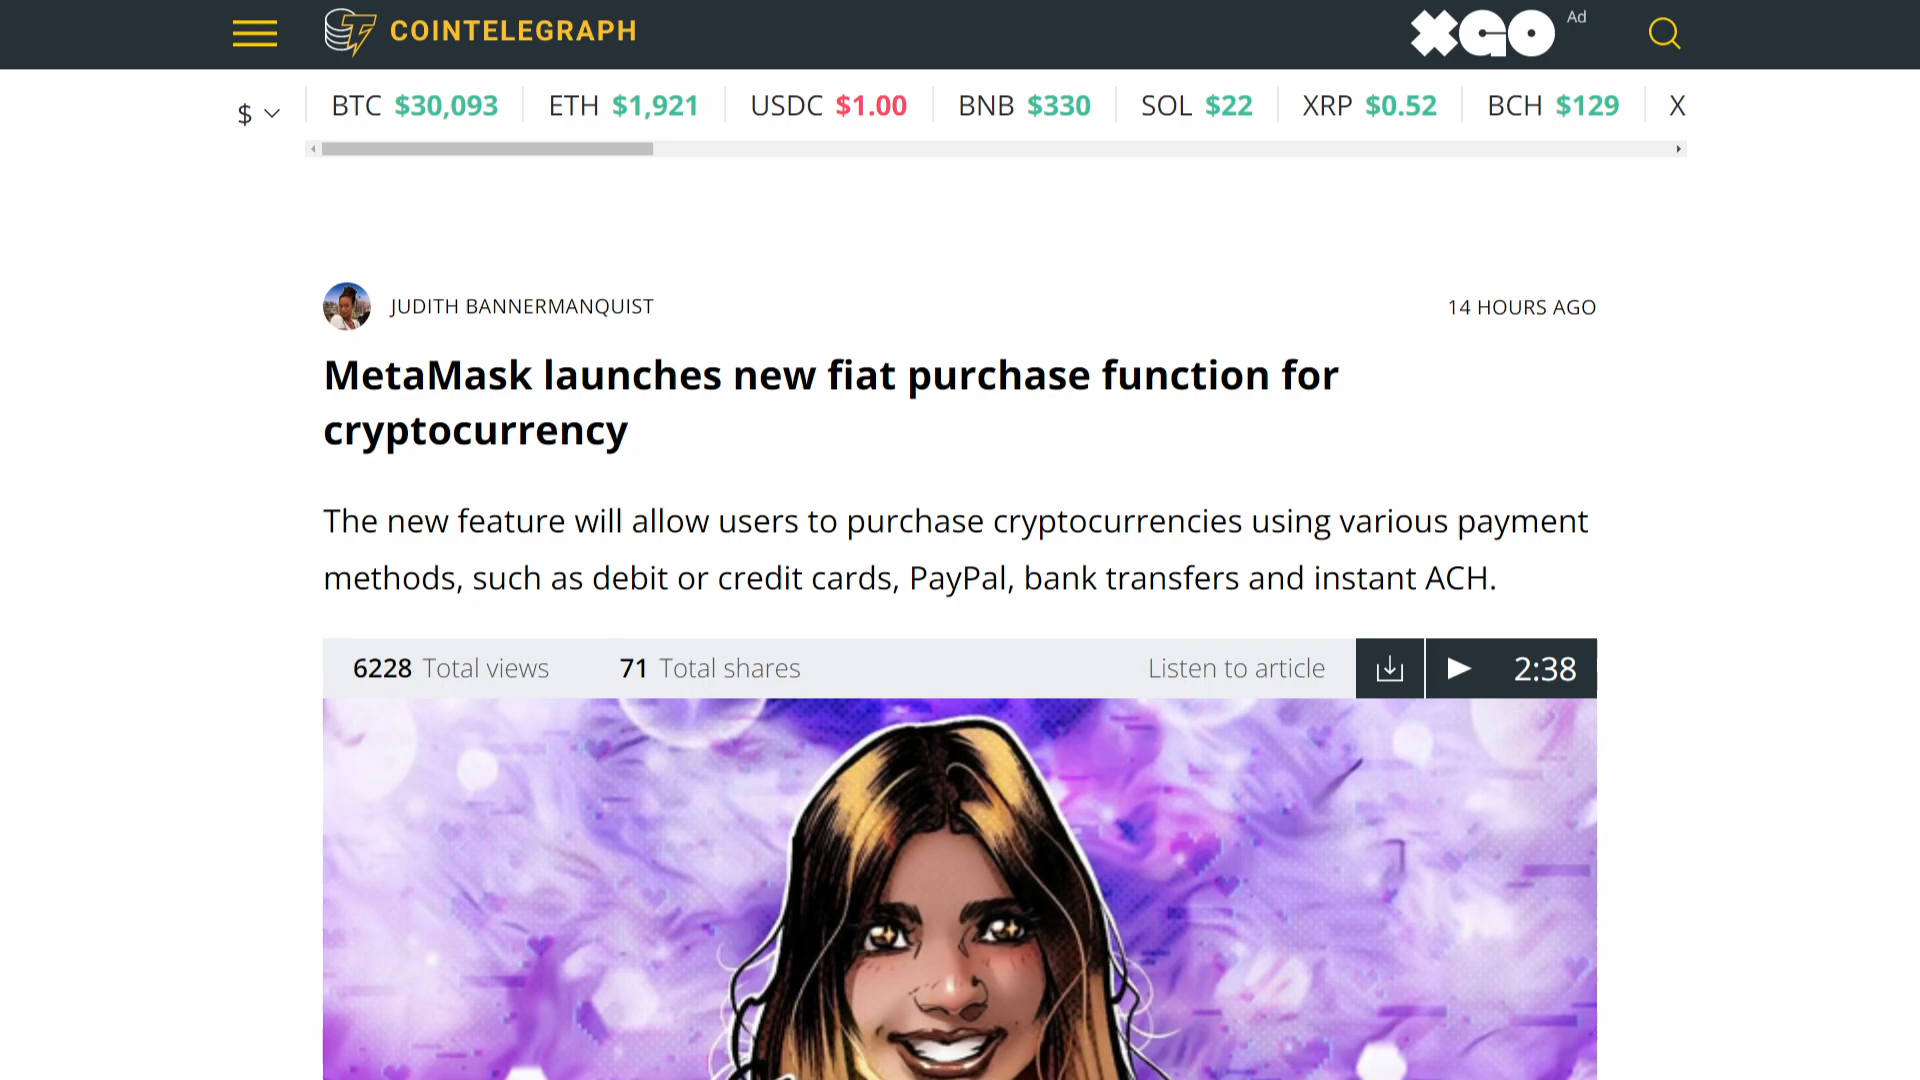 COINTELEGRAPH
XGO Ad
$ BTC $30,093 ETH $1,921 USDC $1.00 BNB $330 SOL $22 XRP $0.52 BCH $129 X
JUDITH BANNERMANQUIST 14 HOURS AGO
MetaMask launches new fiat purchase function for
cryptocurrency
The new feature will allow users to purchase cryptocurrencies using various payment
methods, such as debit or credit cards, PayPal, bank transfers and instant ACH.
6228 Total views 71 Total shares Listen to article 2:38